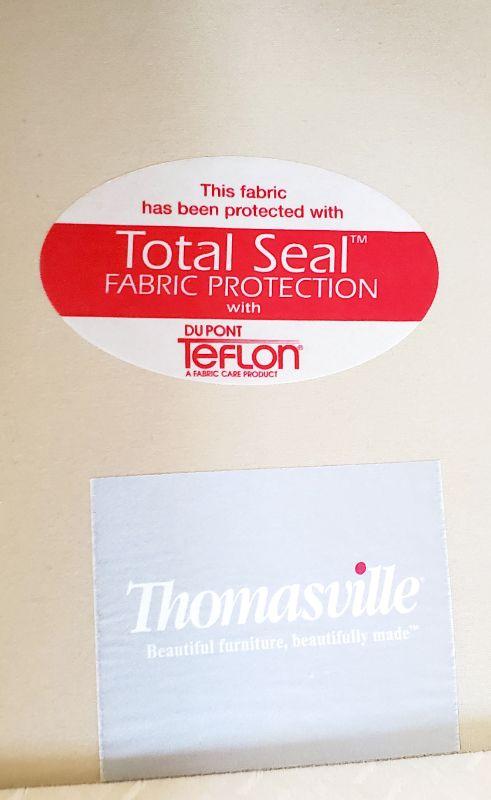 This fabric
has been protected with
Total Seal™
FABRIC PROTECTION
with
DU PONT
TEFLON®
A FABRIC CARE PRODUCT
Thomasville®
Beautiful furniture, beautifully made™